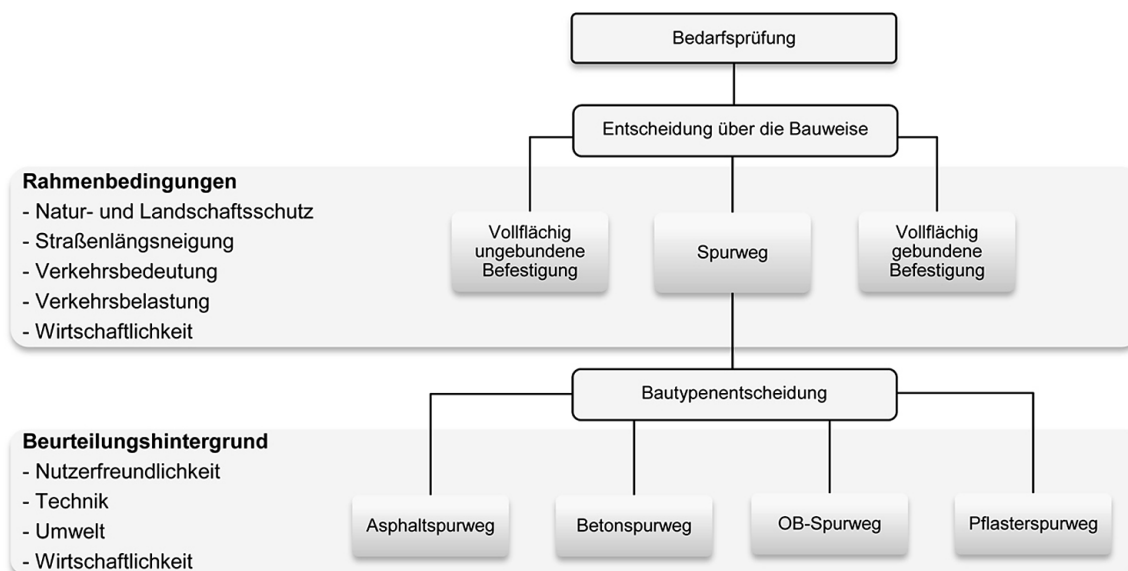 Bedarfsprüfung
Entscheidung über die Bauweise
Rahmenbedingungen
- Natur- und Landschaftsschutz
- Straßenlängsneigung
- Verkehrsbedeutung
- Verkehrsbelastung
- Wirtschaftlichkeit
Vollflächig
ungebundene
Befestigung
Spurweg
Vollflächig
gebundene
Befestigung
Bautypenentscheidung
Beurteilungshintergrund
- Nutzerfreundlichkeit
- Technik
- Umwelt
- Wirtschaftlichkeit
Asphaltspurweg
Betonspurweg
OB-Spurweg
Pflasterspurweg